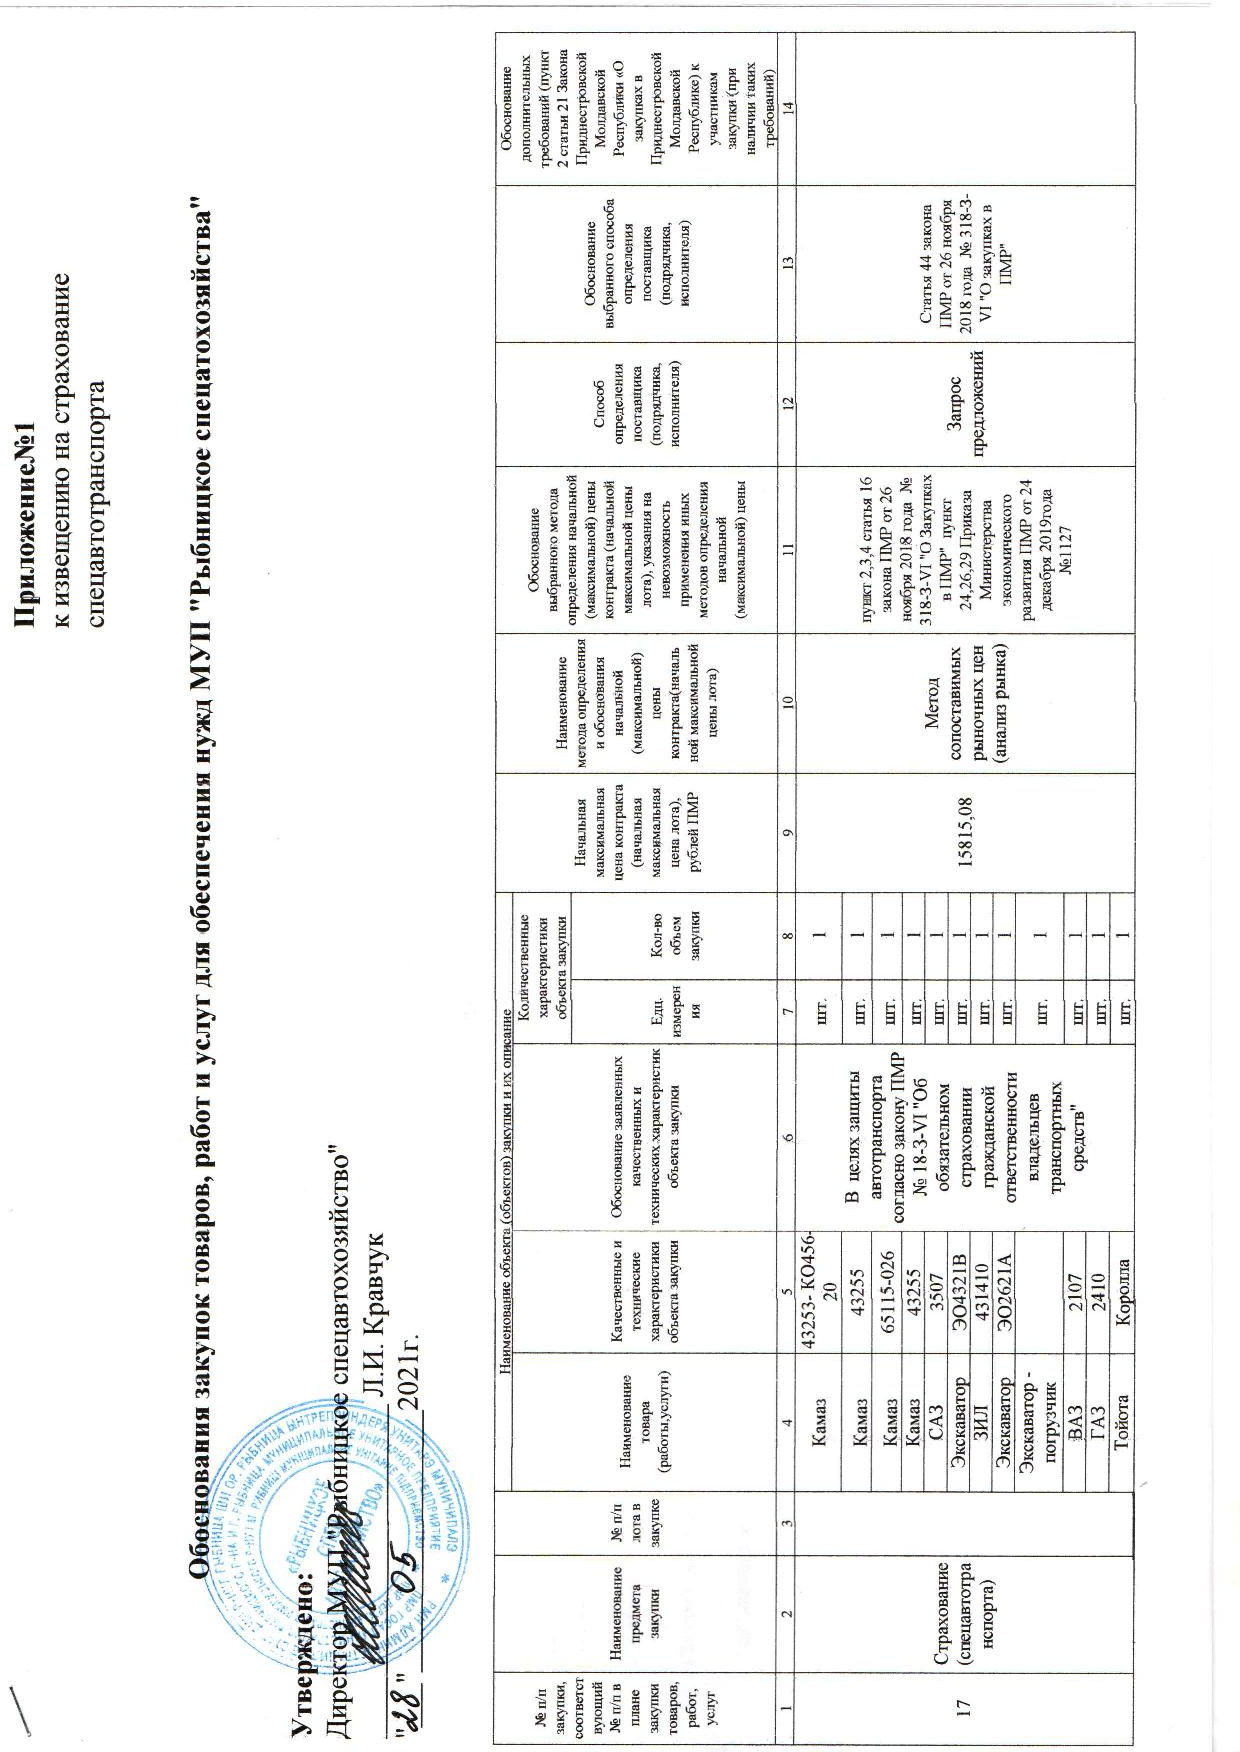 Приложение№1
к извещению на страхование
спецавтотранспорта
Обоснования закупок товаров, работ и услуг для обеспечения нужд МУП "Рыбницкое спецатохозяйства"
Утверждено:
Директор МУП "Рыбницкое спецавтохозяйство"
Л.И. Кравчук
"28" 05 2021г.
№ п/п
закупки,
соответст
вующий
№ п/п в
плане
закупки
товаров,
работ,
услуг
Наименование
предмета
закупки
№ п/п
лота в
закупке
Наименование объекта (объектов) закупки и их описание
Наименование
товара
(работы,услуги)
Качественные и
технические
характеристики
объекта закупки
Обоснование заявленных
качественных и
технических характеристик
объекта закупки
Количественные
характеристики
объекта закупки
Едц.
измерен
ия
Кол-во
объем
закупки
Начальная
максимальная
цена контракта
(начальная
максимальная
цена лота),
рублей ПМР
Наименование
метода определения
и обоснования
начальной
(максимальной)
цены
контракта(началь
ной максимальной
цены лота)
Обоснование
выбранного метода
определения начальной
(максимальной) цены
контракта (начальной
максимальной цены
лота), указания на
невозможность
применения иных
методов определения
начальной
(максимальной) цены
Способ
определения
поставщика
(подрядчика,
исполнителя)
Обоснование
выбранного способа
определения
поставщика
(подрядчика,
исполнителя)
Обоснование
дополнительных
требований (пункт
2 статьи 21 Закона
Приднестровской
Молдавской
Республики «О
закупках в
Приднестровской
Молдавской
Республике) к
участникам
закупки (при
наличии таких
требований)
1 2 3 4 5 6 7 8 9 10 11 12 13 14
17
Страхование
(спецавтотра
нспорта)
Камаз 43253- КО456-
20 шт. 1
Камаз 43255 шт. 1
Камаз 65115-026 шт. 1
Камаз 43255 шт. 1
САЗ 3507 шт. 1
Экскаватор ЭО4321В шт. 1
ЗИЛ 431410 шт. 1
Экскаватор ЭО2621А шт. 1
Экскаватор -
погрузчик шт. 1
ВАЗ 2107 шт. 1
ГАЗ 2410 шт. 1
Тойота Королла шт. 1
В целях защиты
автотранспорта
согласно закону ПМР
№ 18-З-VI "Об
обязательном
страховании
гражданской
ответственности
владельцев
транспортных
средств"
15815,08
Метод
сопоставимых
рыночных цен
(анализ рынка)
пункт 2,3,4 статья 16
закона ПМР от 26
ноября 2018 года №
318-З-VI "О Закупках
в ПМР" пункт
24,26,29 Приказа
Министерства
экономического
развития ПМР от 24
декабря 2019года
№1127
Запрос
предложений
Статья 44 закона
ПМР от 26 ноября
2018 года № 318-З-
VI "О закупках в
ПМР"